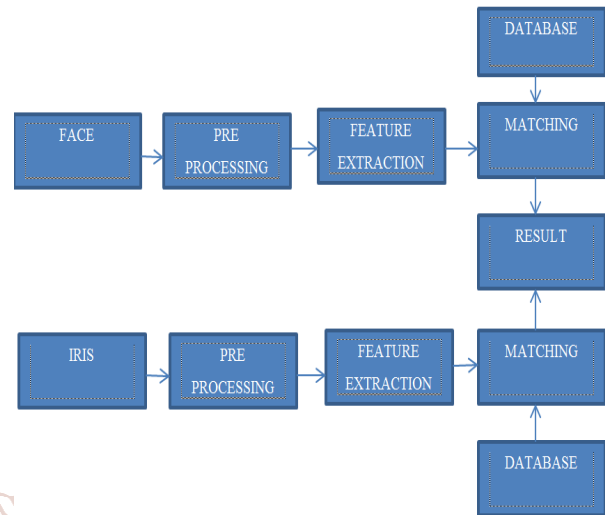 DATABASE
FACE
PRE
PROCESSING
FEATURE
EXTRACTION
MATCHING
RESULT
IRIS
PRE
PROCESSING
FEATURE
EXTRACTION
MATCHING
DATABASE